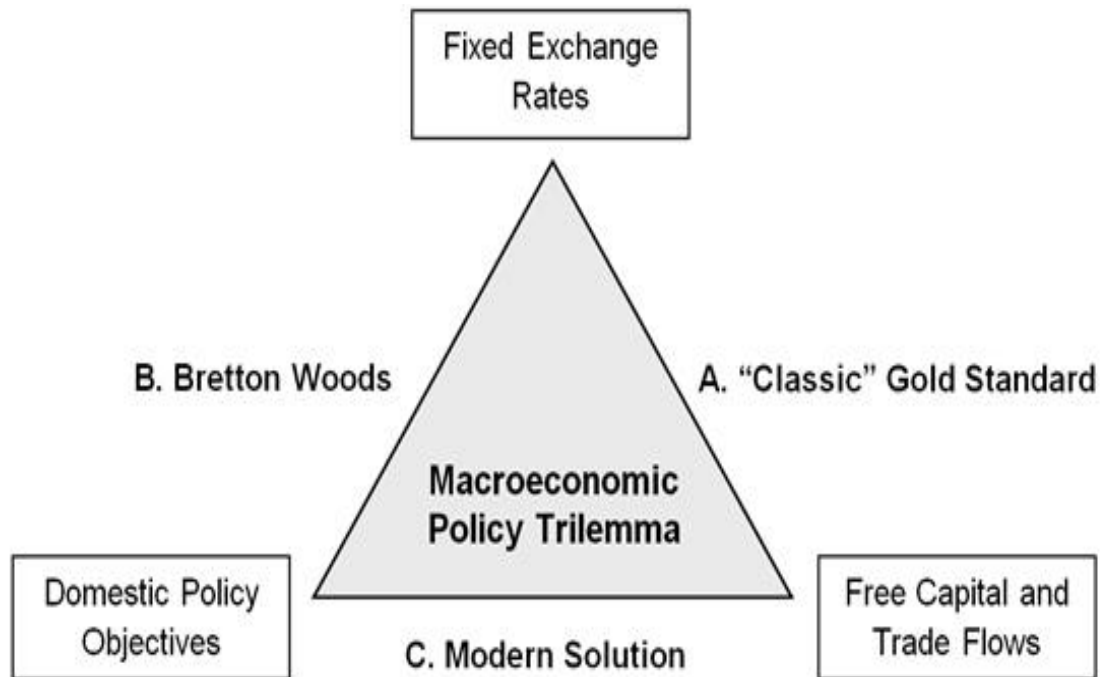 Fixed Exchange
Rates
B. Bretton Woods
A. “Classic” Gold Standard
Macroeconomic
Policy Trilemma
Domestic Policy
Objectives
Free Capital and
Trade Flows
C. Modern Solution